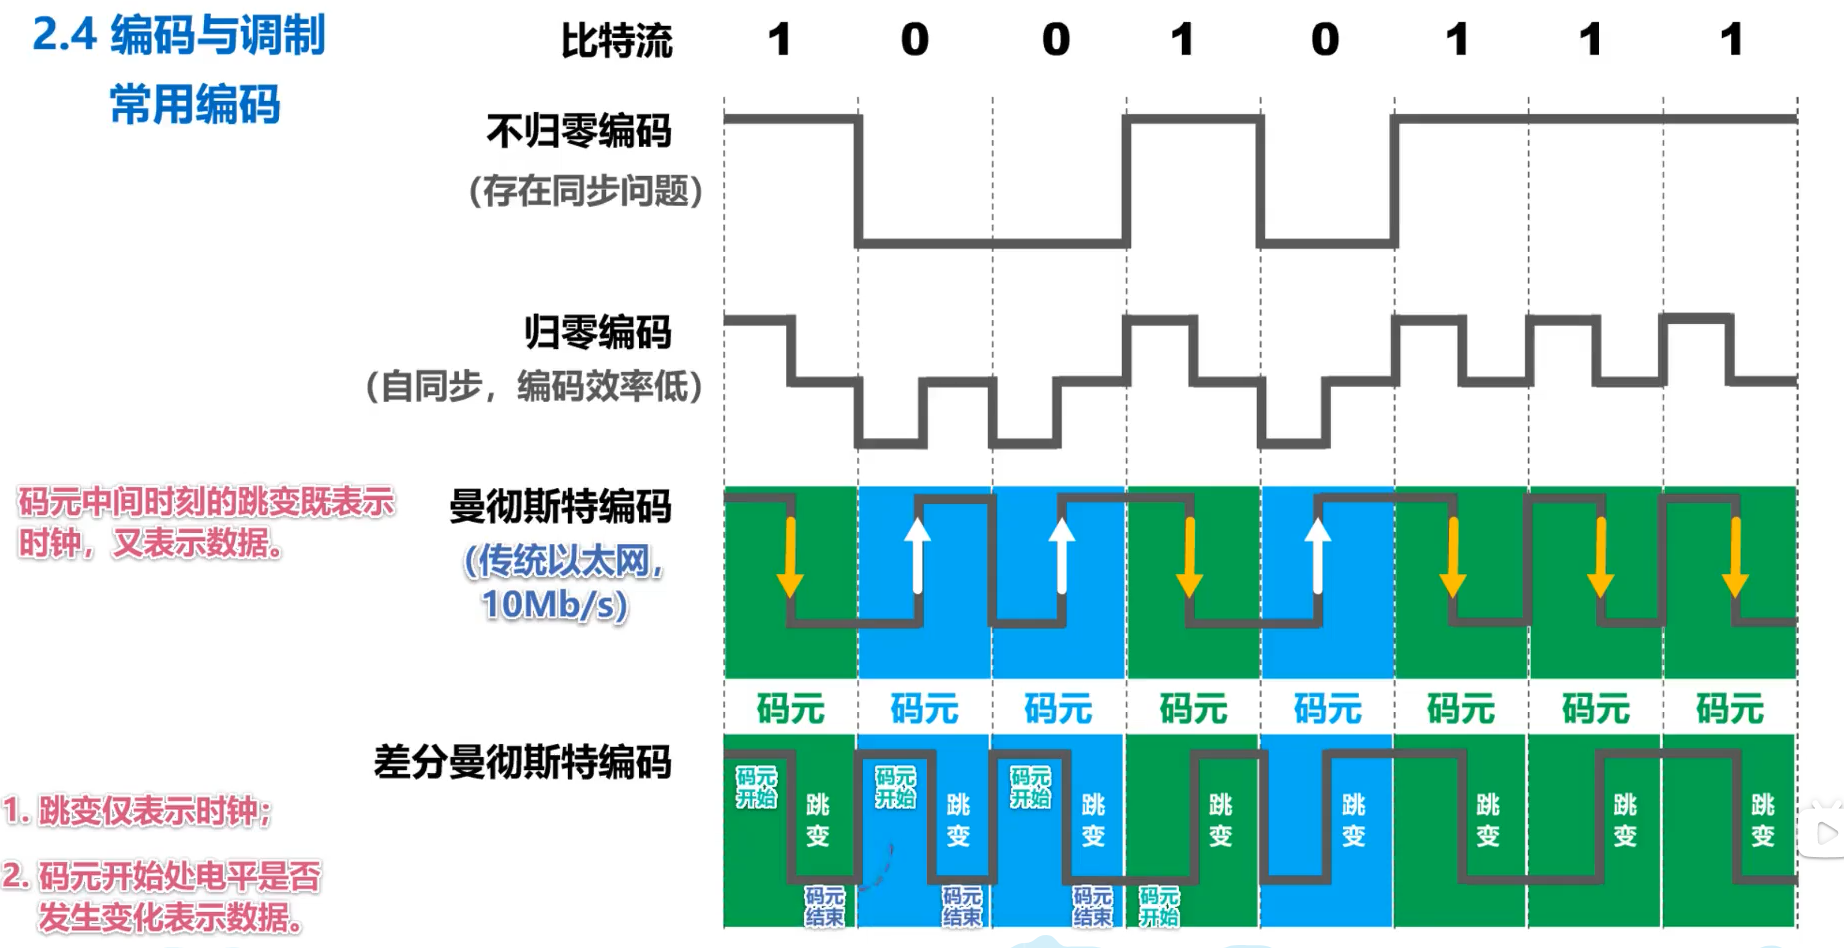 2.4 编码与调制
常用编码
比特流 1 0 0 1 0 1 1 1
不归零编码
(存在同步问题)
归零编码
(自同步，编码效率低)
码元中间时刻的跳变既表示
时钟，又表示数据。
曼彻斯特编码
(传统以太网，
10Mb/s)
码元 码元 码元 码元 码元 码元 码元 码元
差分曼彻斯特编码
1. 跳变仅表示时钟；
2. 码元开始处电平是否
发生变化表示数据。
码元 码元 码元
开始 开始 开始
跳 跳 跳 跳 跳 跳 跳 跳
变 变 变 变 变 变 变 变
码元 码元 码元 码元
结束 结束 结束 开始